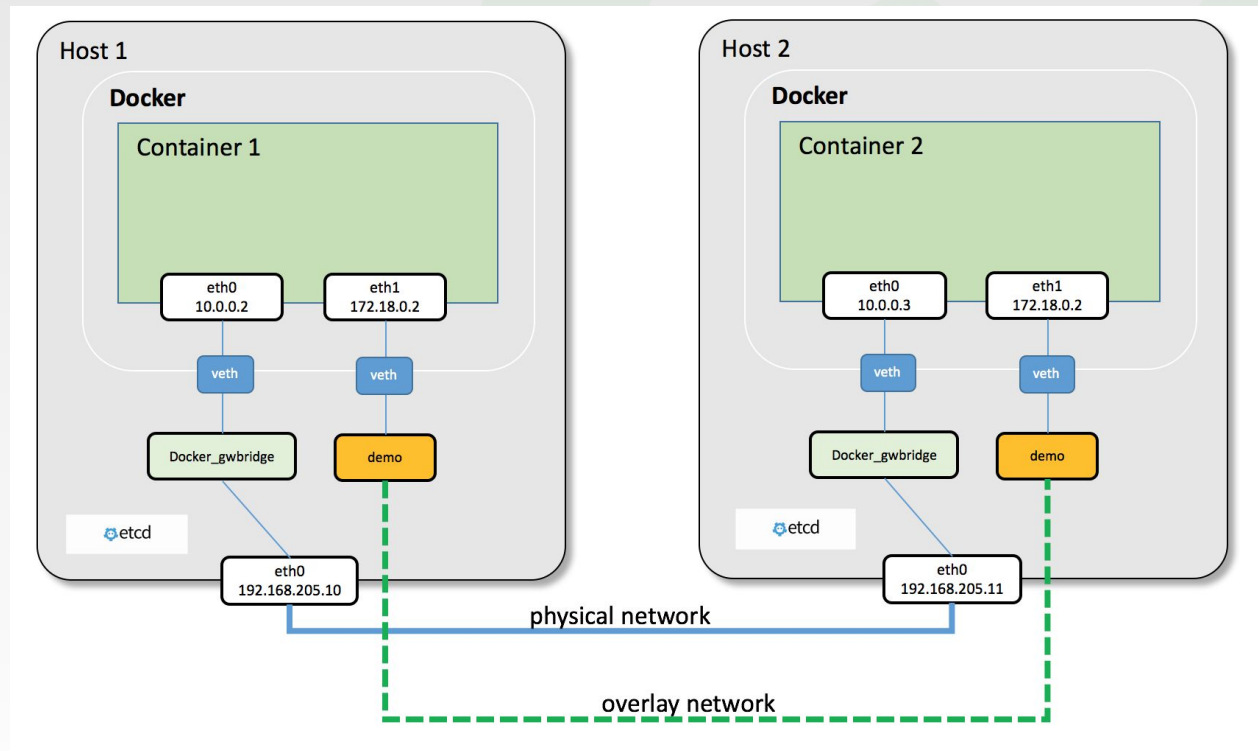 Host 1
Docker
Container 1
eth0
10.0.0.2
eth1
172.18.0.2
veth
veth
Docker_gwbridge
demo
etcd
eth0
192.168.205.10
Host 2
Docker
Container 2
eth0
10.0.0.3
eth1
172.18.0.2
veth
veth
Docker_gwbridge
demo
etcd
eth0
192.168.205.11
physical network
overlay network